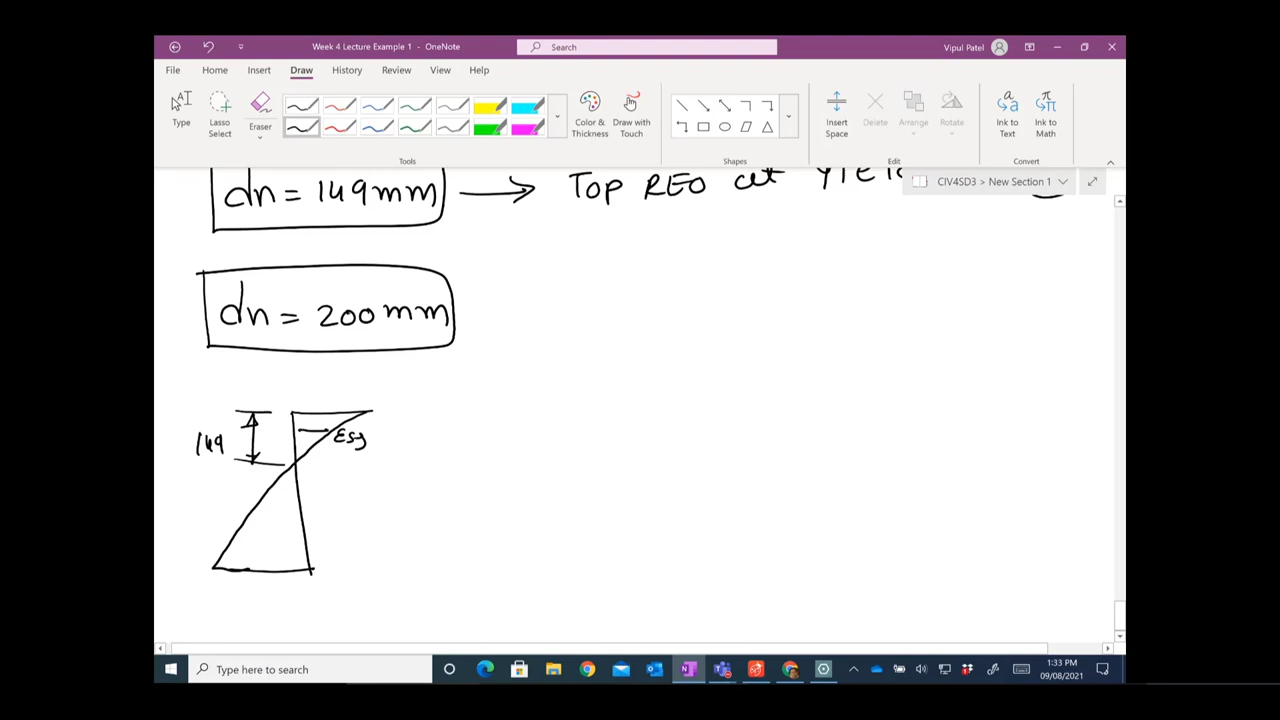 Week 4 Lecture Example 1 - OneNote
Search
Vipul Patel
File Home Insert Draw History Review View Help
Type
Lasso Select
Eraser
Color & Thickness
Draw with Touch
Insert Space
Delete
Arrange
Rotate
Ink to Text
Ink to Math
Tools Shapes Edit Convert
CIV4SD3 > New Section 1
dn = 149mm → TOP REO at
dn = 200mm
149
εsy
Type here to search
1:33 PM
09/08/2021